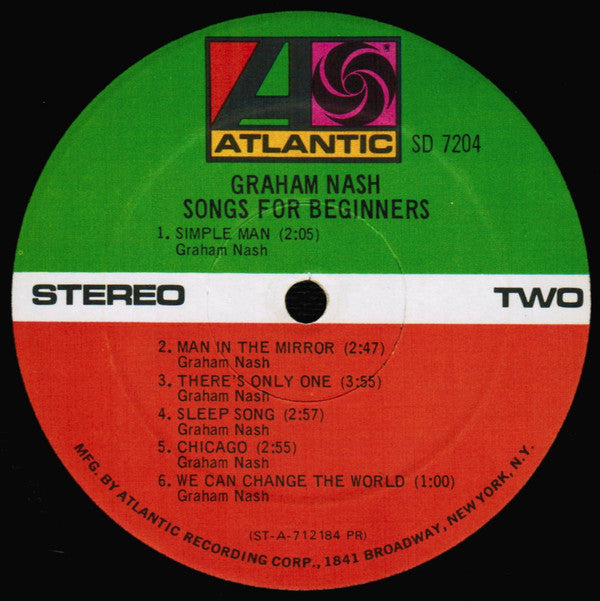 ATLANTIC
SD 7204
GRAHAM NASH
SONGS FOR BEGINNERS
1. SIMPLE MAN (2:05)
Graham Nash
STEREO
TWO
2. MAN IN THE MIRROR (2:47)
Graham Nash
3. THERE'S ONLY ONE (3:55)
Graham Nash
4. SLEEP SONG (2:57)
Graham Nash
5. CHICAGO (2:55)
Graham Nash
6. WE CAN CHANGE THE WORLD (1:00)
Graham Nash
(ST-A-712184 PR)
MFG. BY ATLANTIC RECORDING CORP., 1841 BROADWAY, NEW YORK, N.Y.